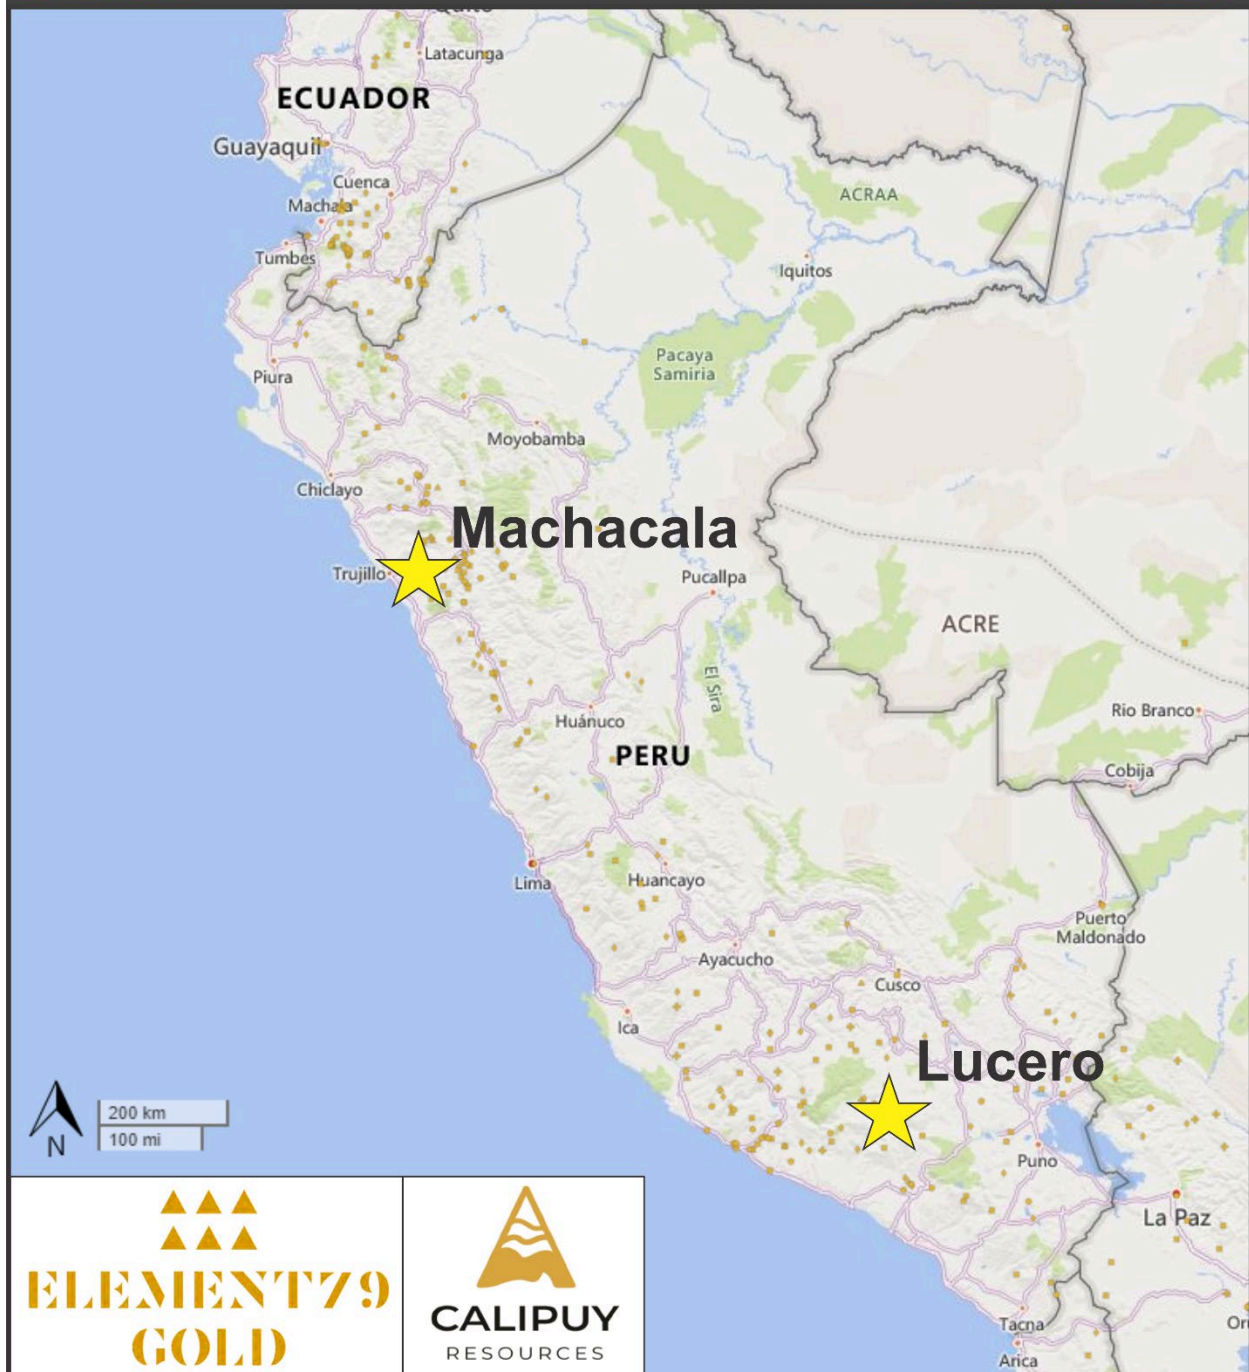 Quito
Latacunga
ECUADOR
Guayaquil
Cuenca
Machala
ACRAA
Tumbes
Iquitos
Pacaya
Samiria
Piura
Moyobamba
Chiclayo
Machacala
Trujillo
Pucallpa
ACRE
El Sira
Rio Branco
Huánuco
PERU
Cobija
Lima
Huancayo
Puerto
Maldonado
Ayacucho
Cusco
Ica
Lucero
200 km
100 mi
N
Puno
La Paz
ELEMENT79
GOLD
CALIPUY
RESOURCES
Tacna
Arica